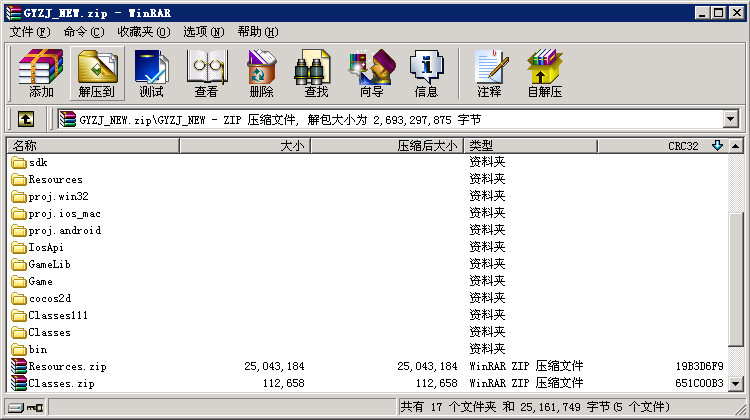 GYZJ_NEW.zip - WinRAR
文件(F) 命令(C) 收藏夹(O) 选项(N) 帮助(H)
添加 解压到 测试 查看 删除 查找 向导 信息 注释 自解压
GYZJ_NEW.zip\GYZJ_NEW - ZIP 压缩文件, 解包大小为 2,693,297,875 字节
名称 大小 压缩后大小 类型 CRC32
sdk 资料夹
Resources 资料夹
proj.win32 资料夹
proj.ios_mac 资料夹
proj.android 资料夹
IosApi 资料夹
GameLib 资料夹
Game 资料夹
cocos2d 资料夹
Classes111 资料夹
Classes 资料夹
bin 资料夹
Resources.zip 25,043,184 25,043,184 WinRAR ZIP 压缩文件 19B3D6F9
Classes.zip 112,658 112,658 WinRAR ZIP 压缩文件 651C00B3
共有 17 个文件夹 和 25,161,749 字节(5 个文件)